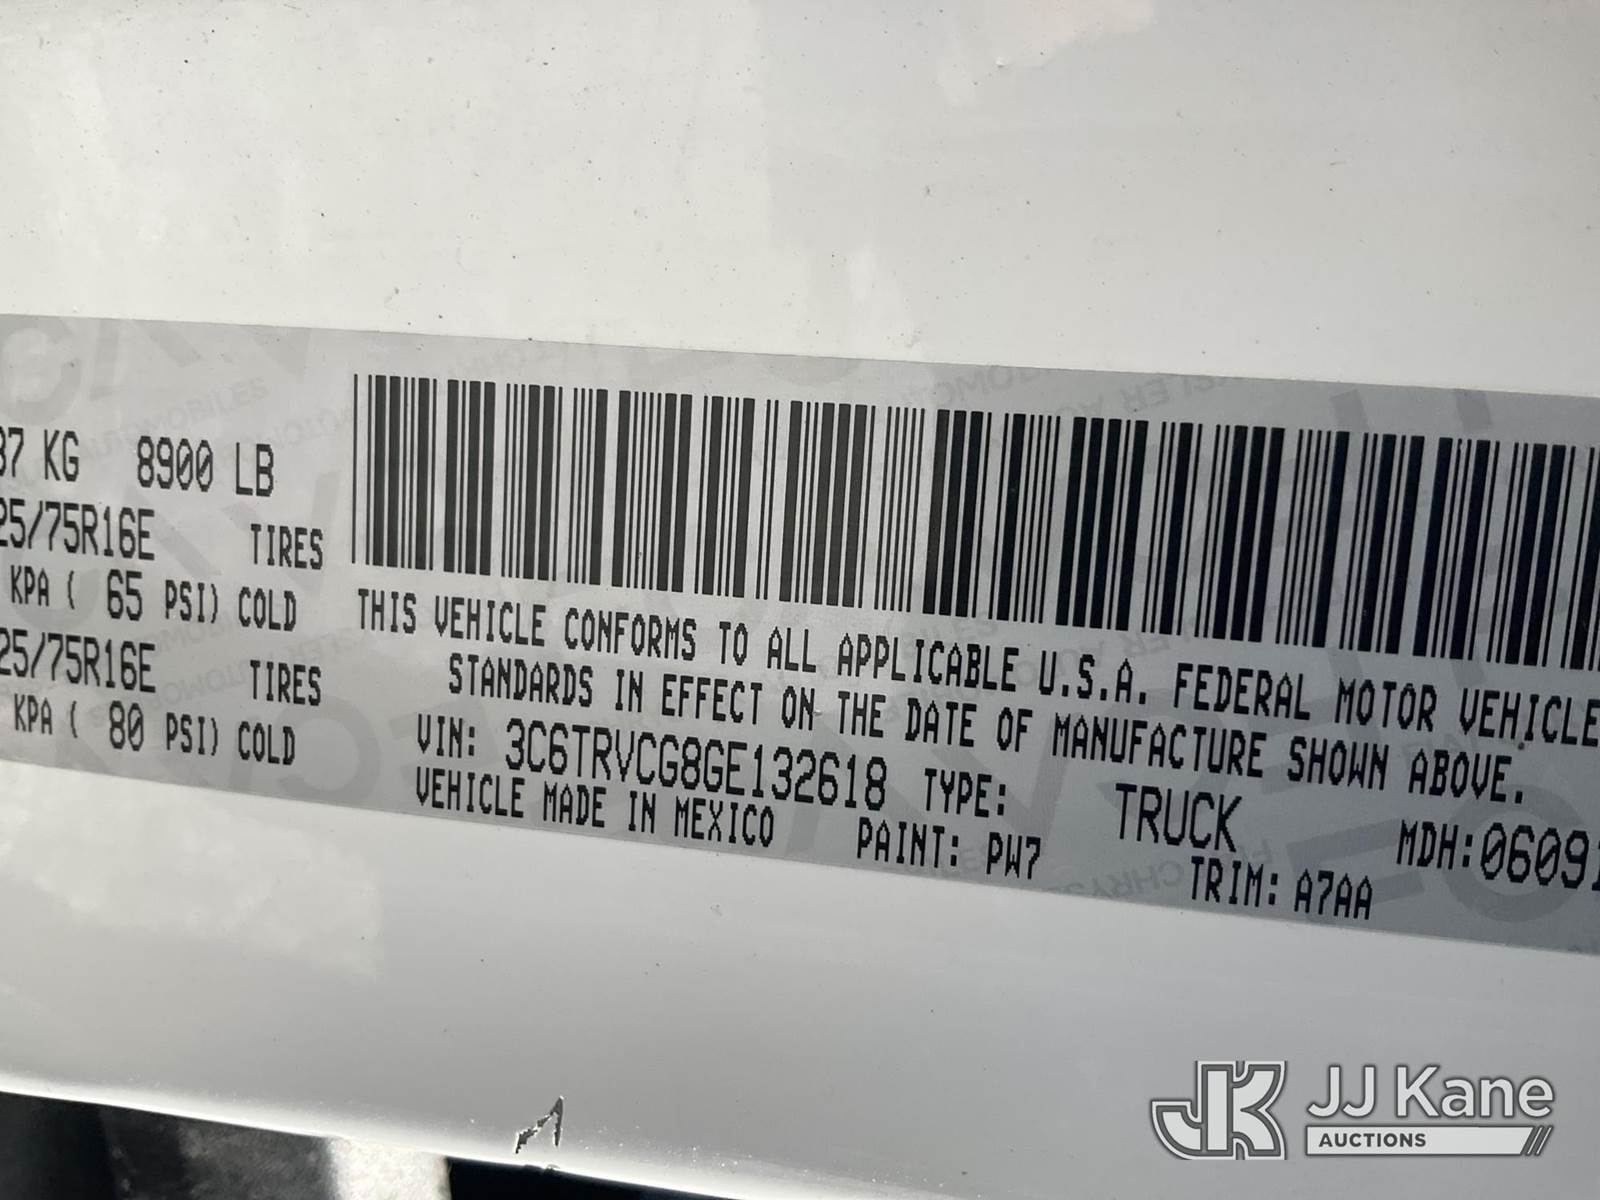 37 KG 8900 LB
25/75R16E TIRES
KPA ( 65 PSI) COLD
25/75R16E TIRES
KPA ( 80 PSI) COLD
THIS VEHICLE CONFORMS TO ALL APPLICABLE U.S.A. FEDERAL MOTOR VEHICLE
STANDARDS IN EFFECT ON THE DATE OF MANUFACTURE SHOWN ABOVE.
VIN: 3C6TRVCG8GE132618 TYPE: TRUCK MDH:06091
VEHICLE MADE IN MEXICO PAINT: PW7 TRIM: A7AA
JJ Kane
AUCTIONS